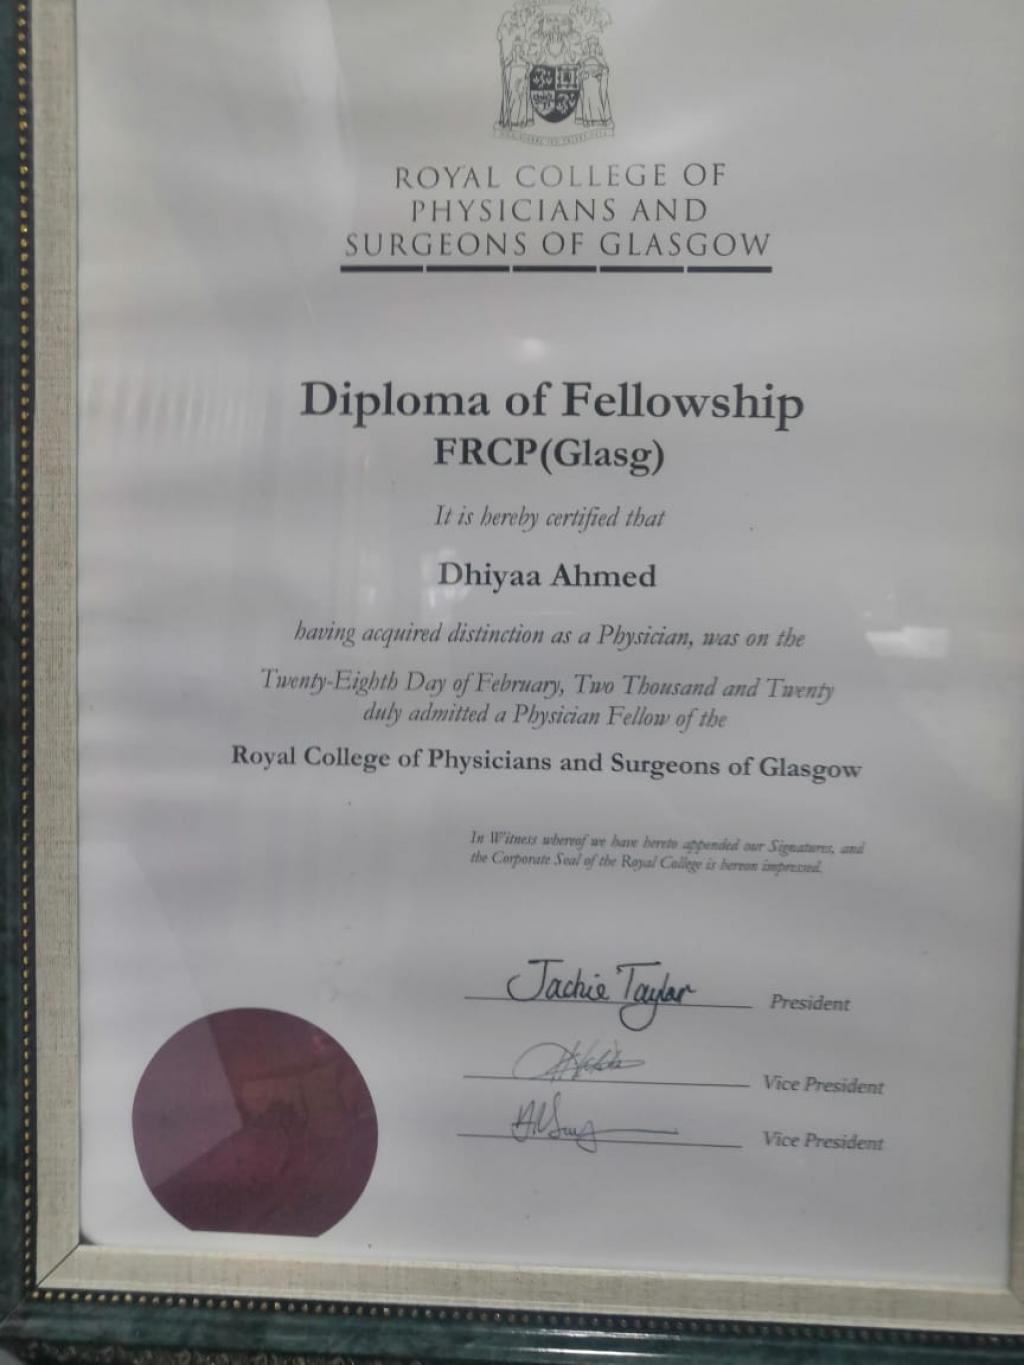 ROYAL COLLEGE OF
PHYSICIANS AND
SURGEONS OF GLASGOW
Diploma of Fellowship
FRCP(Glasg)
It is hereby certified that
Dhiyaa Ahmed
having acquired distinction as a Physician, was on the
Twenty-Eighth Day of February, Two Thousand and Twenty
duly admitted a Physician Fellow of the
Royal College of Physicians and Surgeons of Glasgow
In Witness whereof we have hereto appended our Signatures, and
the Corporate Seal of the Royal College is hereon impressed.
Jackie Taylor President
Vice President
Vice President